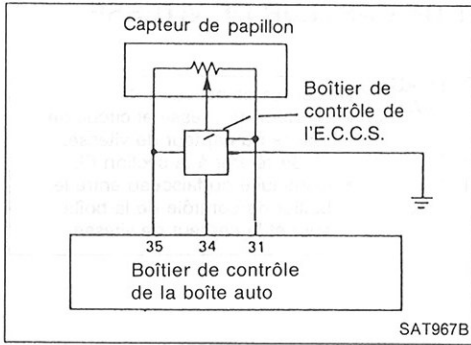 Capteur de papillon
Boîtier de
contrôle de
l'E.C.C.S.
35 34 31
Boîtier de contrôle
de la boîte auto
SAT967B